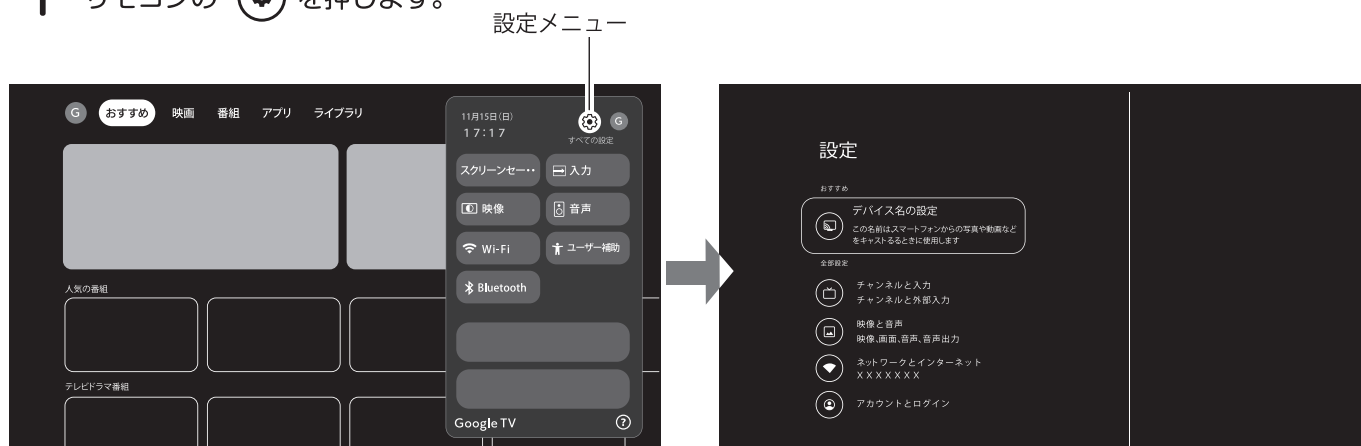 1 リモコンの を押します。
設定メニュー
G おすすめ 映画 番組 アプリ ライブラリ
11月15日(日)
17:17
G
すべての設定
スクリーンセー・・
入力
映像
音声
Wi-Fi
ユーザー補助
Bluetooth
人気の番組
テレビドラマ番組
Google TV ?
設定
おすすめ
デバイス名の設定
この名前はスマートフォンからの写真や動画など
をキャストるときに使用します
全部設定
チャンネルと入力
チャンネルと外部入力
映像と音声
映像、画面、音声、音声出力
ネットワークとインターネット
XXXXXXX
アカウントとログイン